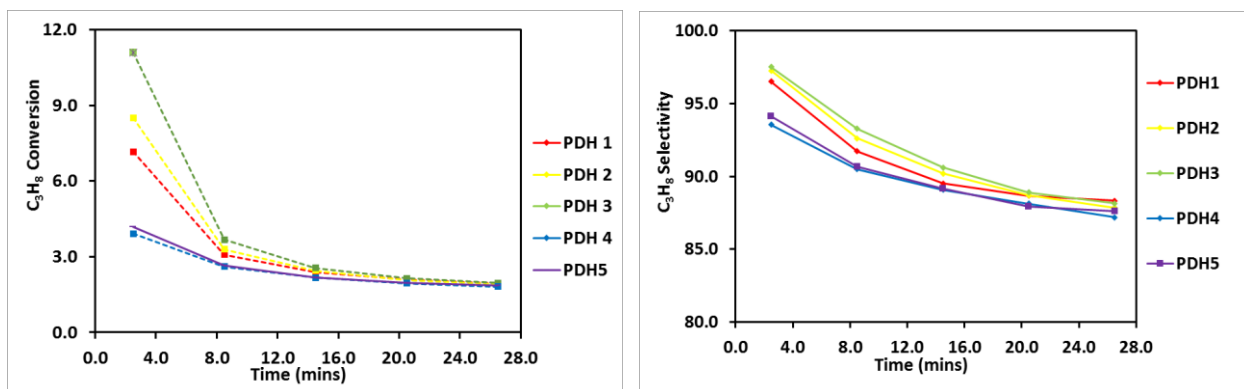 12.0
9.0
6.0
3.0
0.0
C₃H₈ Conversion
0.0 4.0 8.0 12.0 16.0 20.0 24.0 28.0
Time (mins)
PDH 1
PDH 2
PDH 3
PDH 4
PDH5
100.0
95.0
90.0
85.0
80.0
C₃H₈ Selectivity
0.0 4.0 8.0 12.0 16.0 20.0 24.0 28.0
Time (mins)
PDH1
PDH2
PDH3
PDH4
PDH5